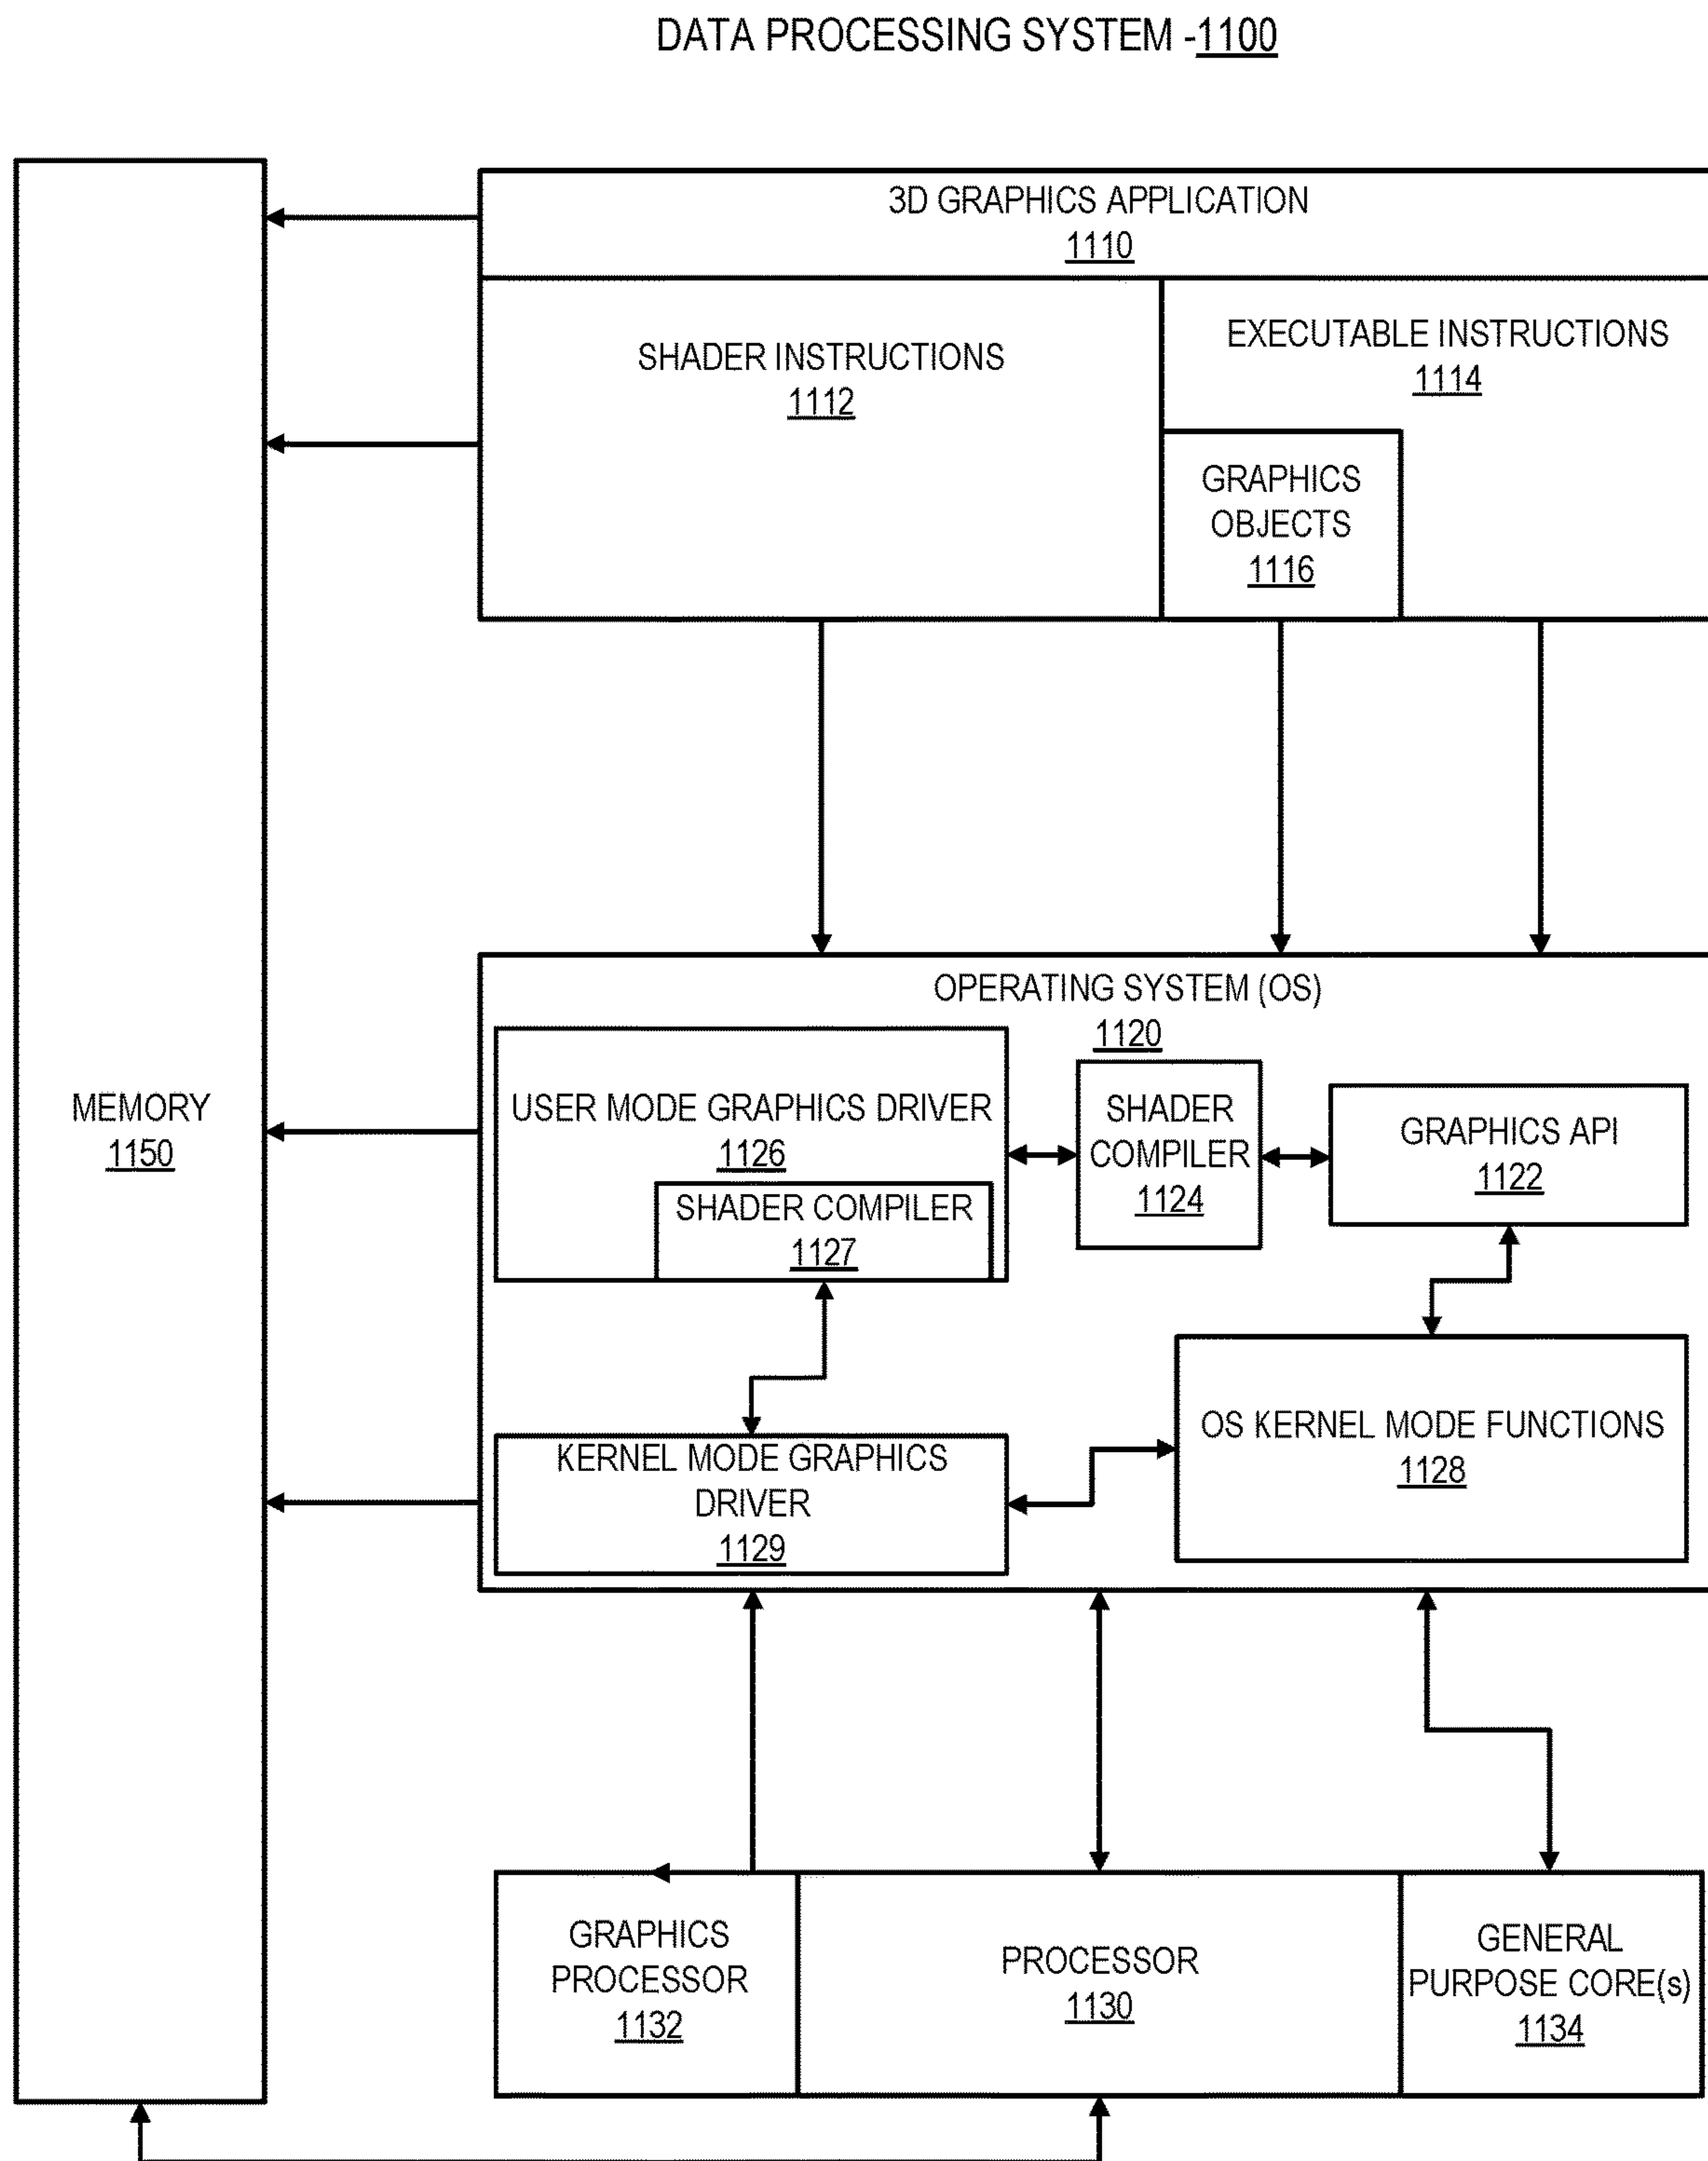 DATA PROCESSING SYSTEM -1100
3D GRAPHICS APPLICATION
1110
SHADER INSTRUCTIONS
1112
EXECUTABLE INSTRUCTIONS
1114
GRAPHICS
OBJECTS
1116
OPERATING SYSTEM (OS)
1120
MEMORY
1150
USER MODE GRAPHICS DRIVER
1126
SHADER COMPILER
1127
SHADER
COMPILER
1124
GRAPHICS API
1122
KERNEL MODE GRAPHICS
DRIVER
1129
OS KERNEL MODE FUNCTIONS
1128
GRAPHICS
PROCESSOR
1132
PROCESSOR
1130
GENERAL
PURPOSE CORE(s)
1134